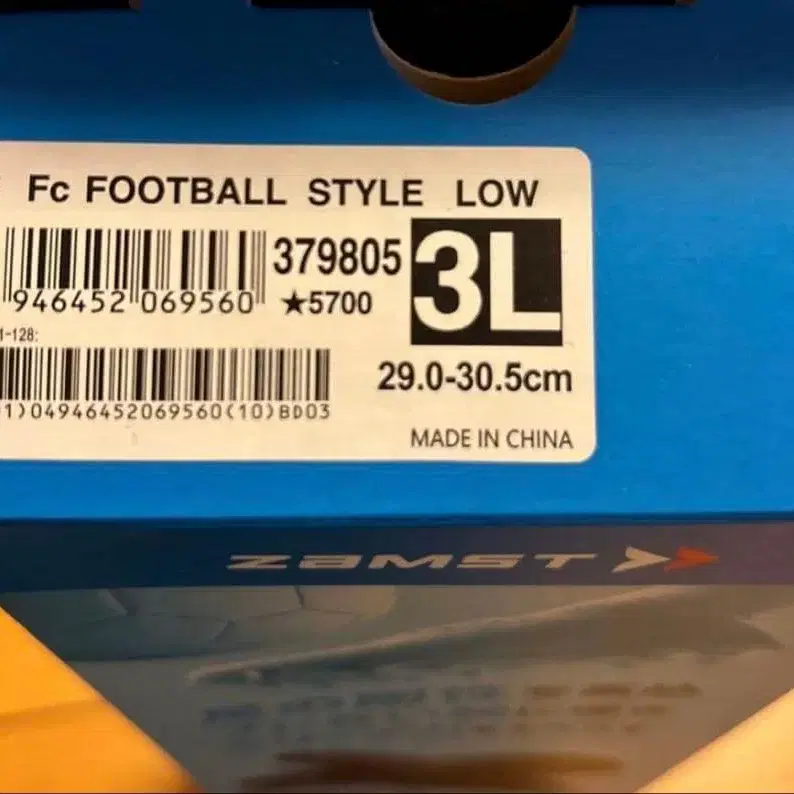 Fc FOOTBALL STYLE LOW
379805
3L
946452 069560
★5700
1-128:
29.0-30.5cm
1)04946452069560(10)BD03
MADE IN CHINA
ZAMST